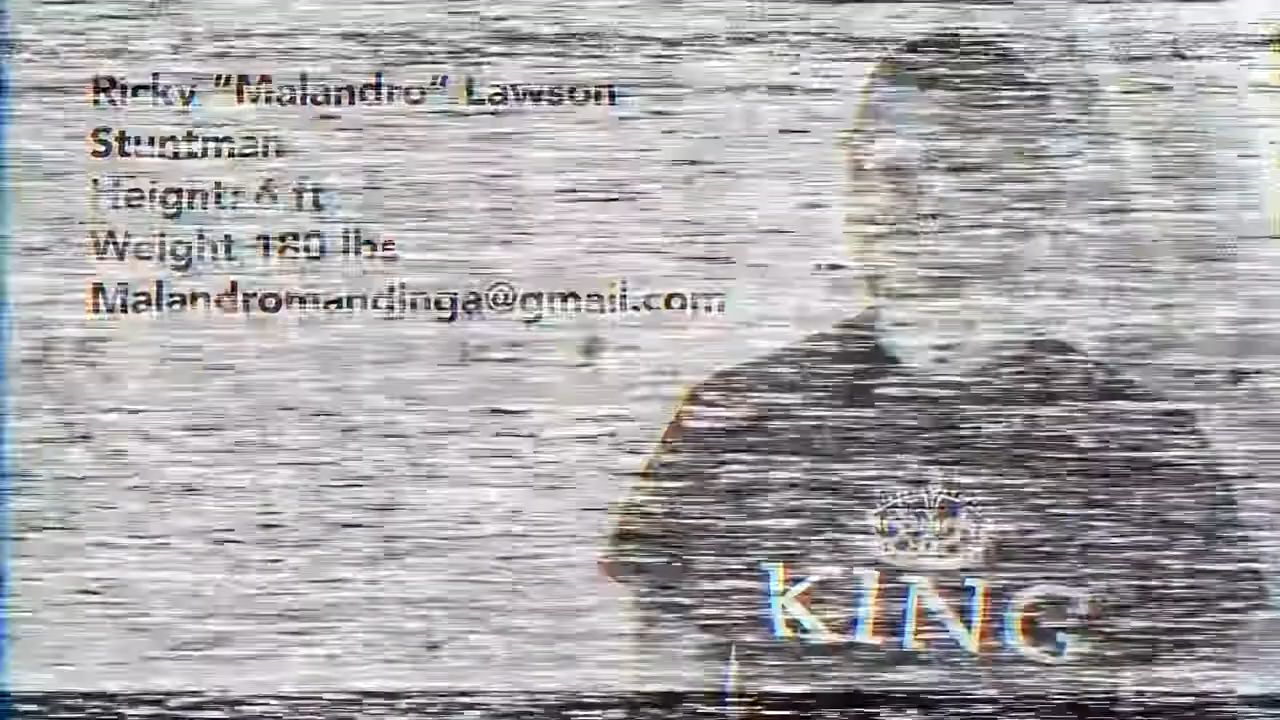 Ricky “Malandro“ Lawson
Stuntman
Height: 6 ft
Weight 180 lbs
Malandromandinga@gmail.com
KING